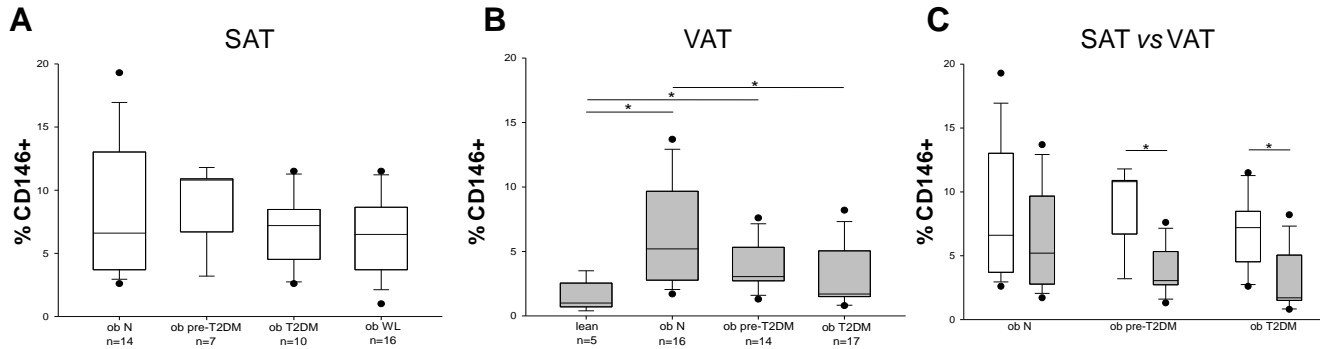 A
SAT
% CD146+
20
15
10
5
0
ob N
n=14
ob pre-T2DM
n=7
ob T2DM
n=10
ob WL
n=16
B
VAT
% CD146+
20
15
10
5
0
*
*
*
lean
n=5
ob N
n=16
ob pre-T2DM
n=14
ob T2DM
n=17
C
SAT vs VAT
% CD146+
20
15
10
5
0
*
*
ob N
ob pre-T2DM
ob T2DM